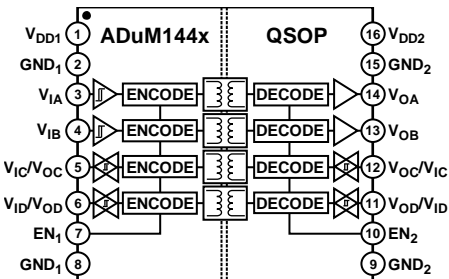 ADuM144x QSOP
VDD1 1 16 VDD2
GND1 2 15 GND2
VIA 3 ENCODE DECODE 14 VOA
VIB 4 ENCODE DECODE 13 VOB
VIC/VOC 5 ENCODE DECODE 12 VOC/VIC
VID/VOD 6 ENCODE DECODE 11 VOD/VID
EN1 7 10 EN2
GND1 8 9 GND2